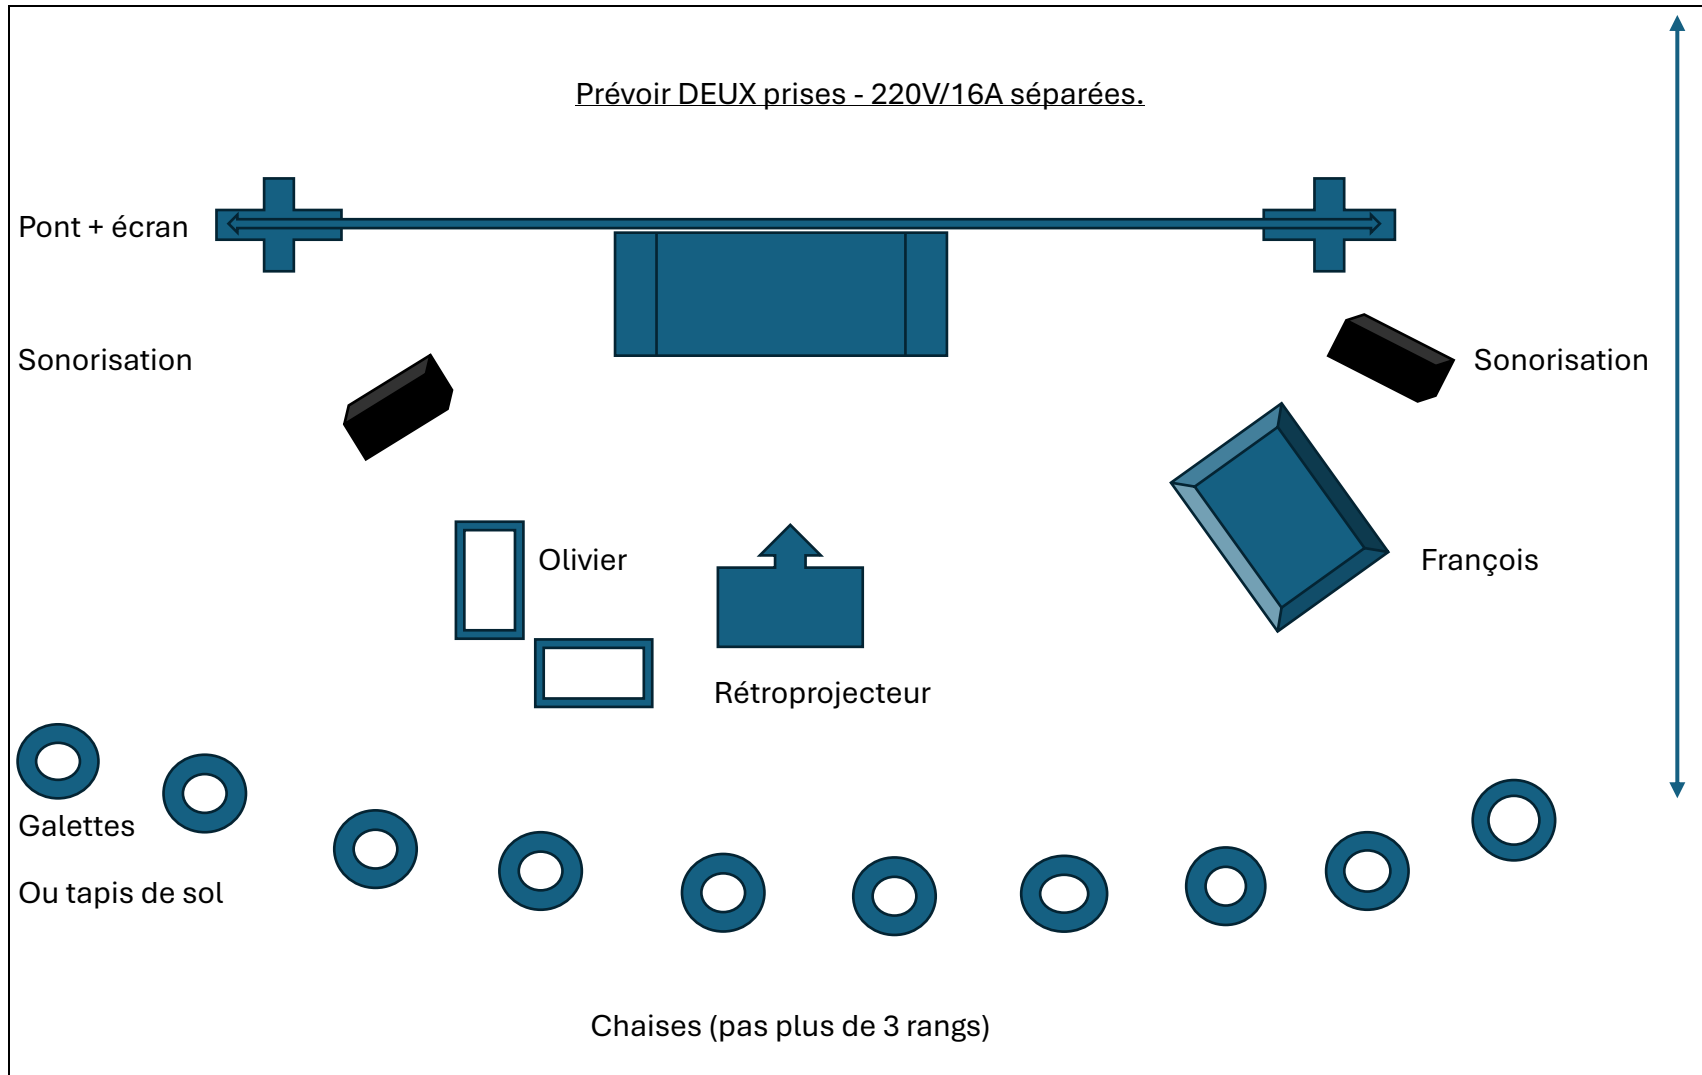 Prévoir DEUX prises - 220V/16A séparées.
Pont + écran
Sonorisation
Sonorisation
Olivier
François
Rétroprojecteur
Galettes
Ou tapis de sol
Chaises (pas plus de 3 rangs)